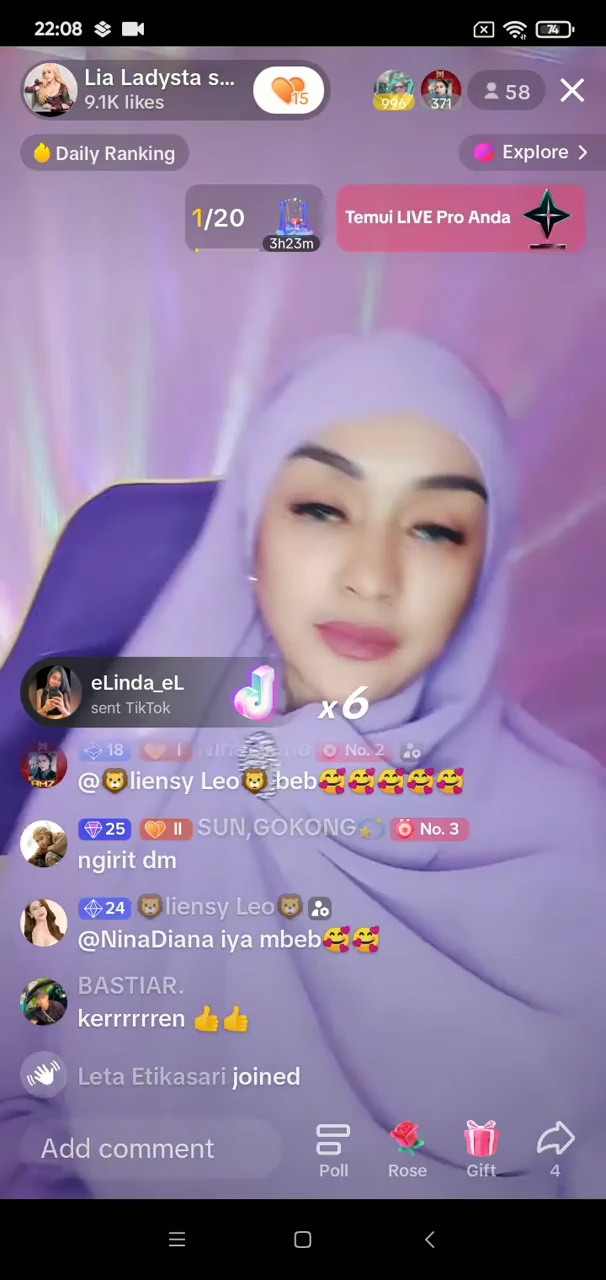 22:08
74
Lia Ladysta s...
9.1K likes
15
996
371
58
Daily Ranking
Explore
1/20
3h23m
Temui LIVE Pro Anda
eLinda_eL
sent TikTok
x6
18 I No. 2
@🦁liensy Leo🦁beb🥰🥰🥰🥰🥰
25 II SUN,GOKONG💫 No. 3
ngirit dm
24 🦁liensy Leo🦁
@NinaDiana iya mbeb🥰🥰
BASTIAR.
kerrrrrren 👍👍
Leta Etikasari joined
Add comment
Poll
Rose
Gift
4